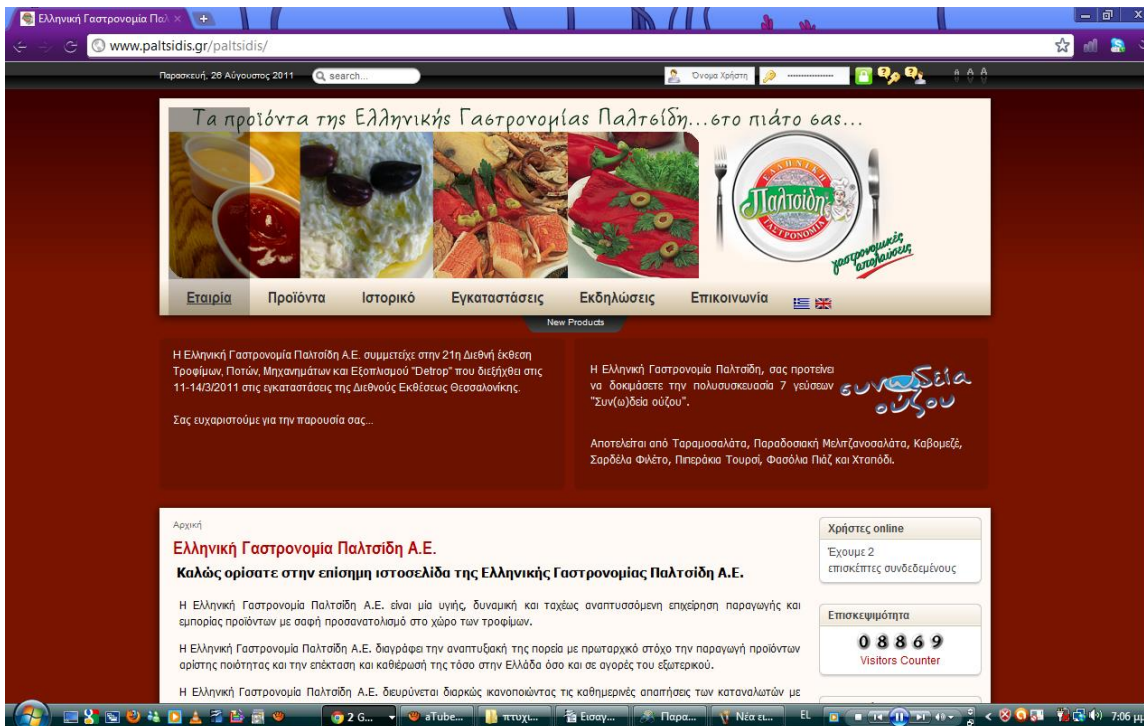 Ελληνική Γαστρονομία Παλ
www.paltsidis.gr/paltsidis/
Παρασκευή, 26 Αύγουστος 2011
search...
Όνομα Χρήστη
A A A
Τα προϊόντα της Ελληνικής Γαστρονομίας Παλτσίδη...στο πιάτο σας...
ΕΛΛΗΝΙΚΗ
Παλτσίδη
ΓΑΣΤΡΟΝΟΜΙΑ
γαστρονομικές
απολαύσεις
Εταιρία Προϊόντα Ιστορικό Εγκαταστάσεις Εκδηλώσεις Επικοινωνία
New Products
Η Ελληνική Γαστρονομία Παλτσίδη Α.Ε. συμμετείχε στην 21η Διεθνή έκθεση
Τροφίμων, Ποτών, Μηχανημάτων και Εξοπλισμού "Detrop" που διεξήχθει στις
11-14/3/2011 στις εγκαταστάσεις της Διεθνούς Εκθέσεως Θεσσαλονίκης.
Σας ευχαριστούμε για την παρουσία σας...
Η Ελληνική Γαστρονομία Παλτσίδη, σας προτείνει
να δοκιμάσετε την πολυσυσκευασία 7 γεύσεων
"Συν(ω)δεία ούζου".
συνωδεία
ούζου
Αποτελείται από Ταραμοσαλάτα, Παραδοσιακή Μελιτζανοσαλάτα, Καβομεζέ,
Σαρδέλα Φιλέτο, Πιπεράκια Τουρσί, Φασόλια Πιάζ και Χταπόδι.
Αρχική
Ελληνική Γαστρονομία Παλτσίδη Α.Ε.
Καλώς ορίσατε στην επίσημη ιστοσελίδα της Ελληνικής Γαστρονομίας Παλτσίδη Α.Ε.
Η Ελληνική Γαστρονομία Παλτσίδη Α.Ε. είναι μία υγιής, δυναμική και ταχέως αναπτυσσόμενη επιχείρηση παραγωγής και
εμπορίας προϊόντων με σαφή προσανατολισμό στο χώρο των τροφίμων.
Η Ελληνική Γαστρονομία Παλτσίδη Α.Ε. διαγράφει την αναπτυξιακή της πορεία με πρωταρχικό στόχο την παραγωγή προϊόντων
αρίστης ποιότητας και την επέκταση και καθιέρωσή της τόσο στην Ελλάδα όσο και σε αγορές του εξωτερικού.
Η Ελληνική Γαστρονομία Παλτσίδη Α.Ε. διευρύνεται διαρκώς ικανοποιώντας τις καθημερινές απαιτήσεις των καταναλωτών με
Χρήστες online
Έχουμε 2
επισκέπτες συνδεδεμένους
Επισκεψιμότητα
08869
Visitors Counter
2 G... aTube... πτυχι... Εισαγ... Παρα... Νέα ει... EL 7:06 μμ